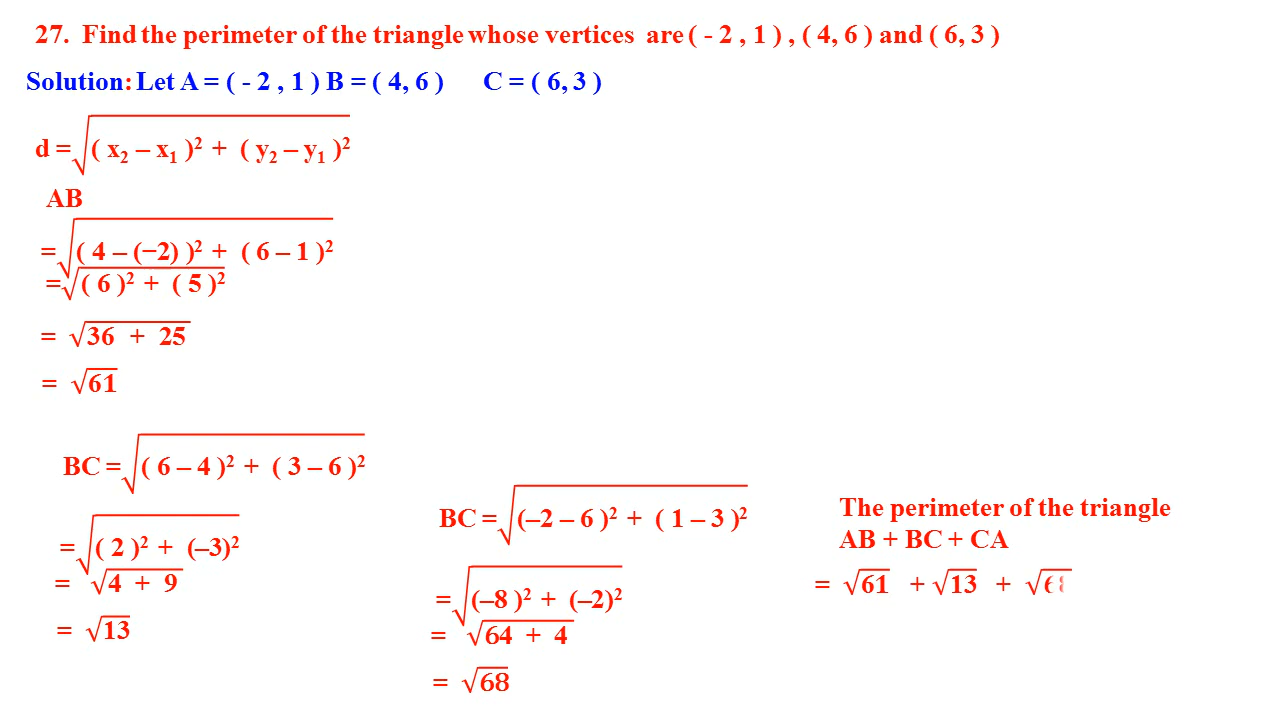 27. Find the perimeter of the triangle whose vertices are ( - 2 , 1 ) , ( 4, 6 ) and ( 6, 3 )
Solution: Let A = ( - 2 , 1 ) B = ( 4, 6 ) C = ( 6, 3 )
d = √( x₂ – x₁ )² + ( y₂ – y₁ )²
AB
= √( 4 – (−2) )² + ( 6 – 1 )²
= √( 6 )² + ( 5 )²
= √36 + 25
= √61
BC = √( 6 – 4 )² + ( 3 – 6 )²
= √( 2 )² + (–3)²
= √4 + 9
= √13
BC = √(–2 – 6 )² + ( 1 – 3 )²
= √(–8 )² + (–2)²
= √64 + 4
= √68
The perimeter of the triangle
AB + BC + CA
= √61 + √13 + √68